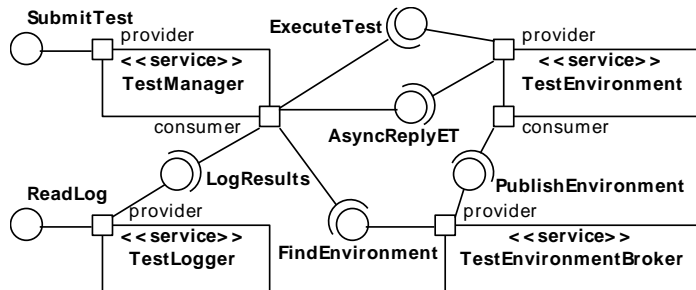 SubmitTest
ExecuteTest
provider
<<service>>
TestManager
provider
<<service>>
TestEnvironment
consumer
AsyncReplyET
consumer
ReadLog
LogResults
PublishEnvironment
provider
<<service>>
TestLogger
FindEnvironment
provider
<<service>>
TestEnvironmentBroker